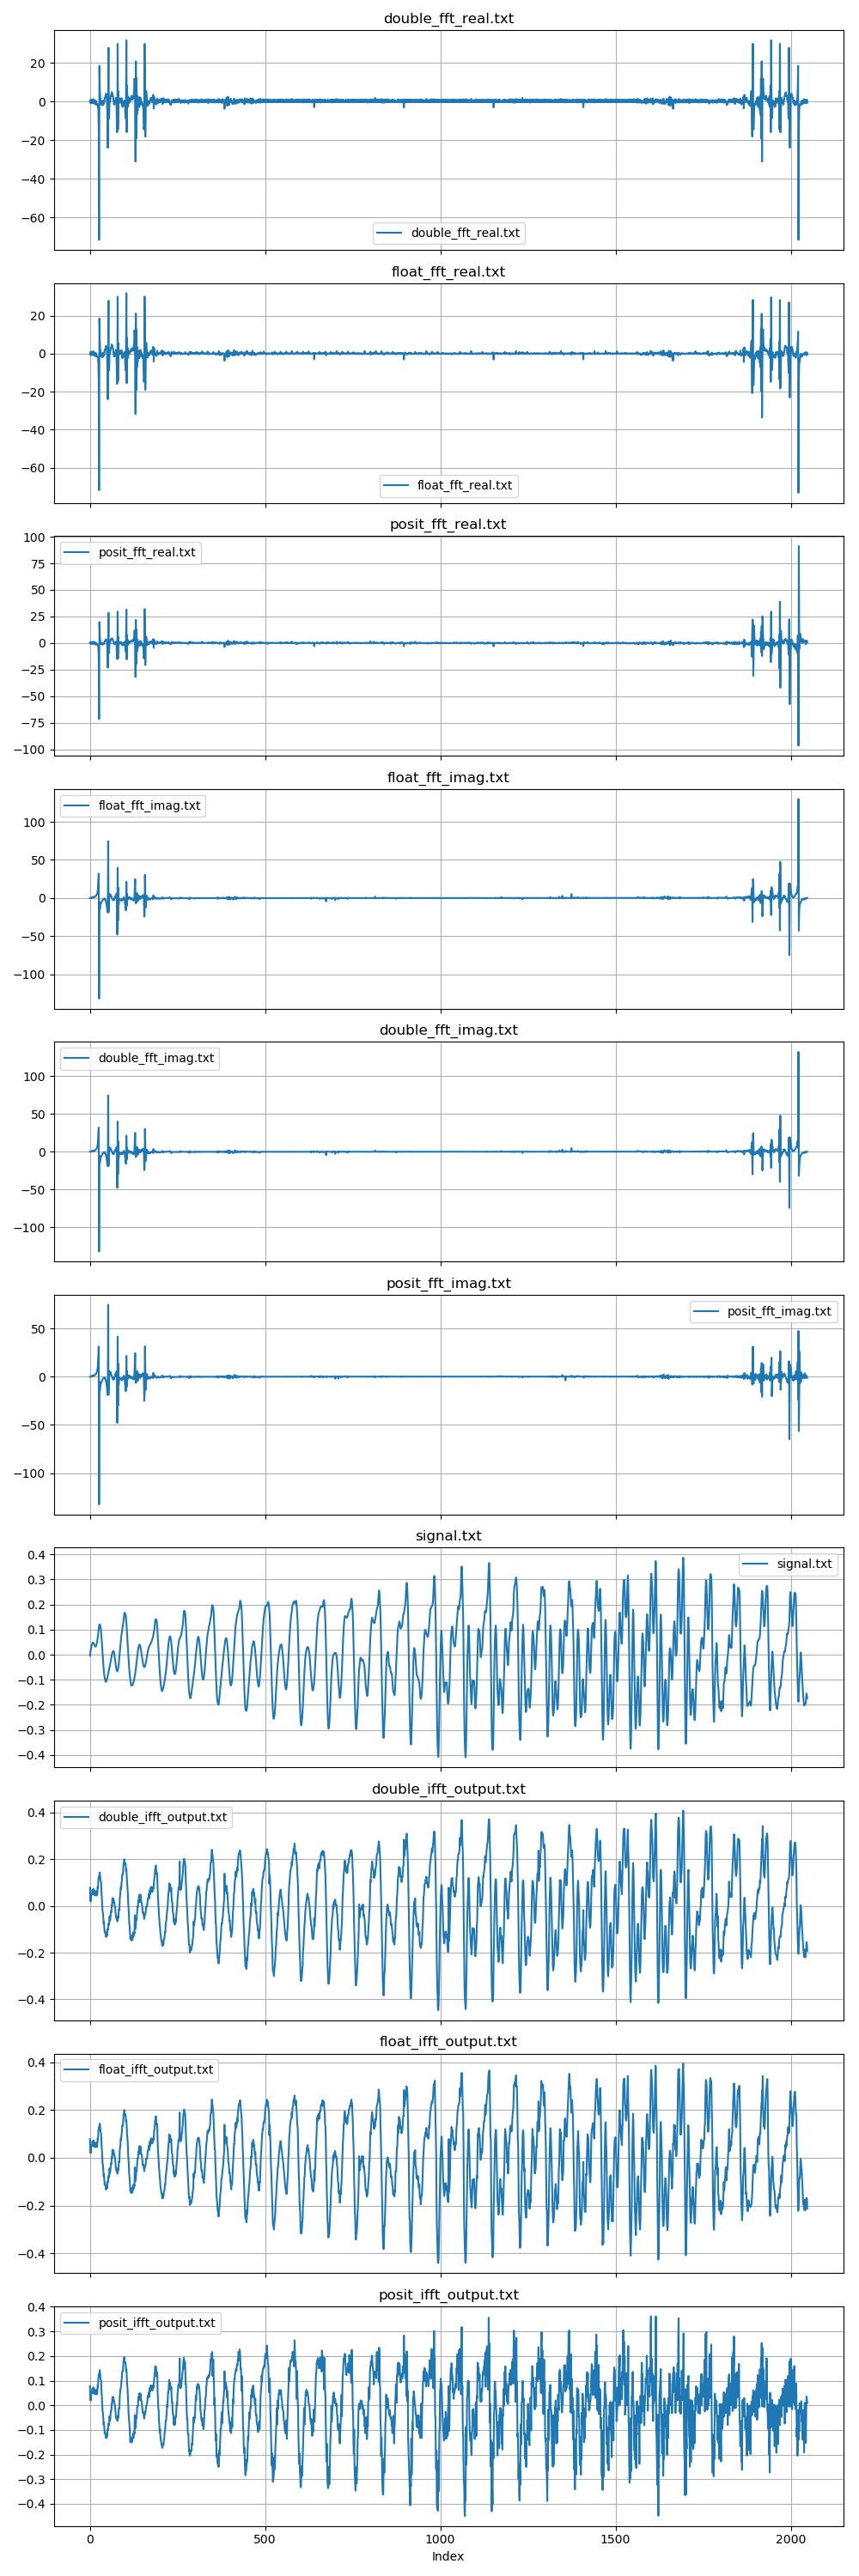 double_fft_real.txt
20
0
−20
−40
−60
double_fft_real.txt
float_fft_real.txt
20
0
−20
−40
−60
float_fft_real.txt
posit_fft_real.txt
100
75
50
25
0
−25
−50
−75
−100
posit_fft_real.txt
float_fft_imag.txt
100
50
0
−50
−100
float_fft_imag.txt
double_fft_imag.txt
100
50
0
−50
−100
double_fft_imag.txt
posit_fft_imag.txt
50
0
−50
−100
posit_fft_imag.txt
signal.txt
0.4
0.3
0.2
0.1
0.0
−0.1
−0.2
−0.3
−0.4
signal.txt
double_ifft_output.txt
0.4
0.2
0.0
−0.2
−0.4
double_ifft_output.txt
float_ifft_output.txt
0.4
0.2
0.0
−0.2
−0.4
float_ifft_output.txt
posit_ifft_output.txt
0.4
0.3
0.2
0.1
0.0
−0.1
−0.2
−0.3
−0.4
posit_ifft_output.txt
0 500 1000 1500 2000
Index